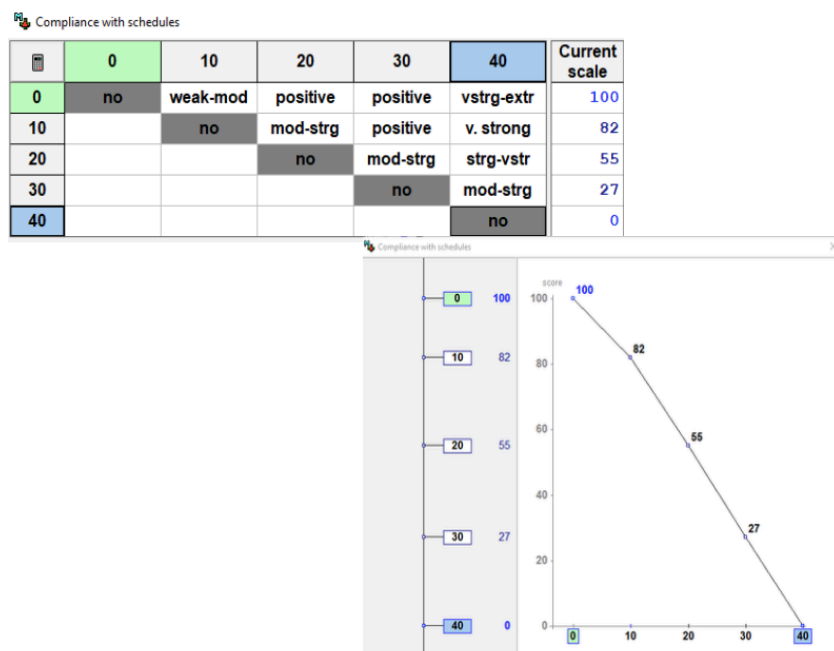 Compliance with schedules
0 10 20 30 40 Current scale
0 no weak-mod positive positive vstrg-extr 100
10 no mod-strg positive v. strong 82
20 no mod-strg strg-vstr 55
30 no mod-strg 27
40 no 0
Compliance with schedules
0 100
10 82
20 55
30 27
40 0
score
100
100
82
80
60
55
40
27
20
0
0 10 20 30 40